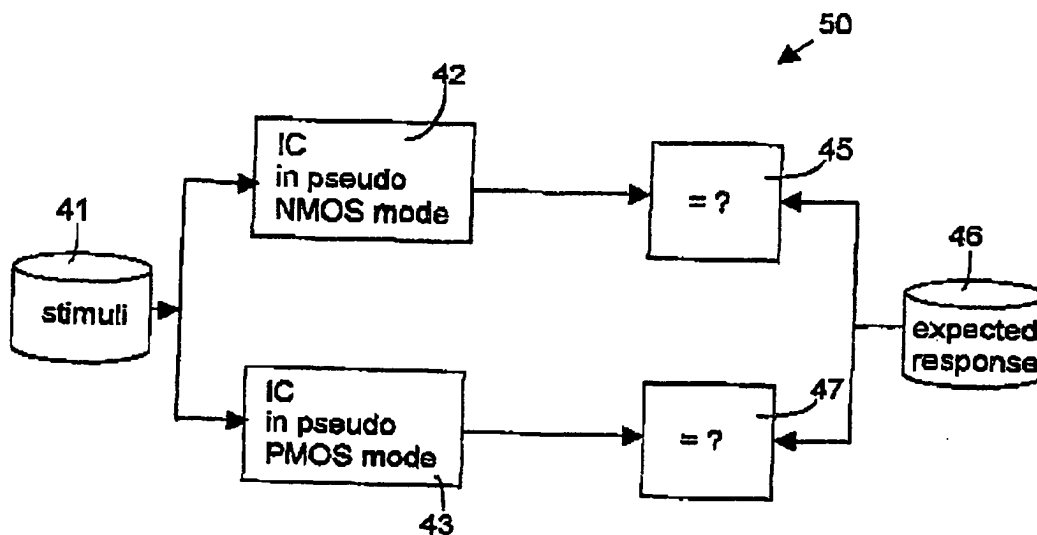 50
42
IC
in pseudo
NMOS mode
45
= ?
41
stimuli
46
expected
response
IC
in pseudo
PMOS mode
43
47
= ?